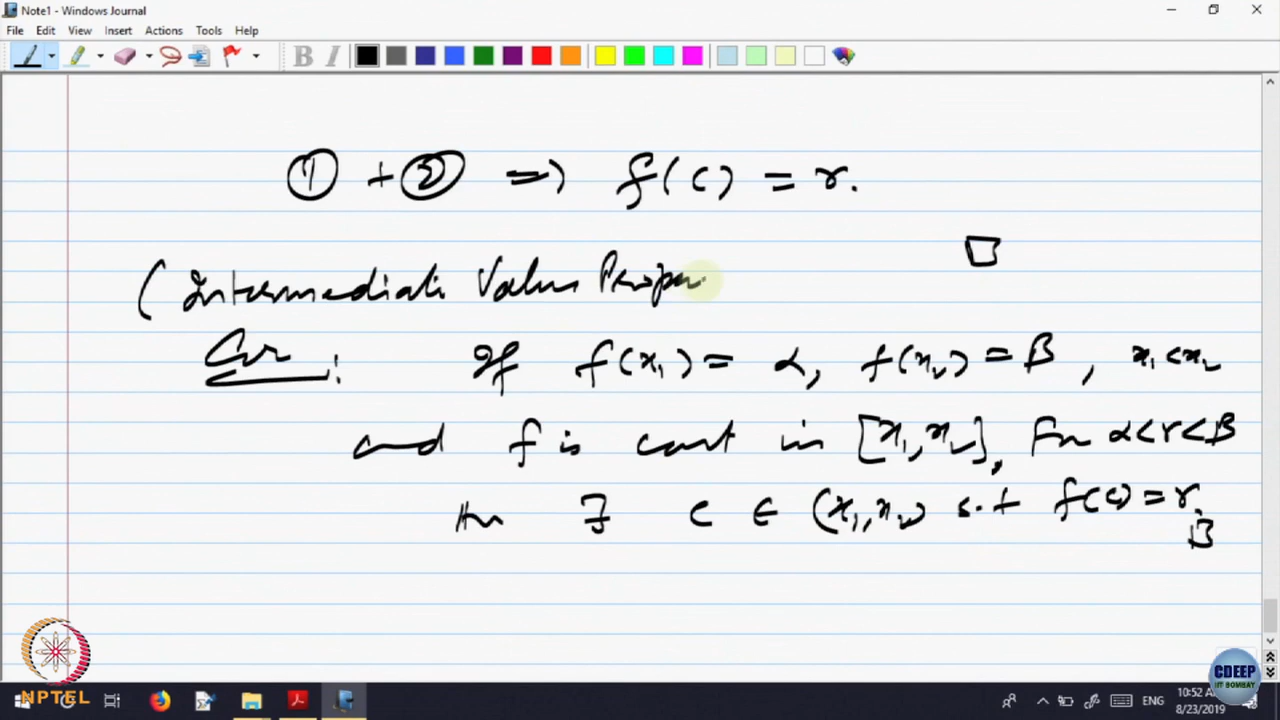 Note1 - Windows Journal
File Edit View Insert Actions Tools Help
① + ② => f(c) = r.
(Intermediate Value Proper
Cor: If f(x₁) = α, f(x₂) = β, x₁<x₂
and f is cont in [x₁, x₂], For α<r<β
then ∃ c ∈ (x₁, x₂) s.t f(c) = r.
NPTEL
CDEEP
IIT BOMBAY
ENG
10:52 A
8/23/2019